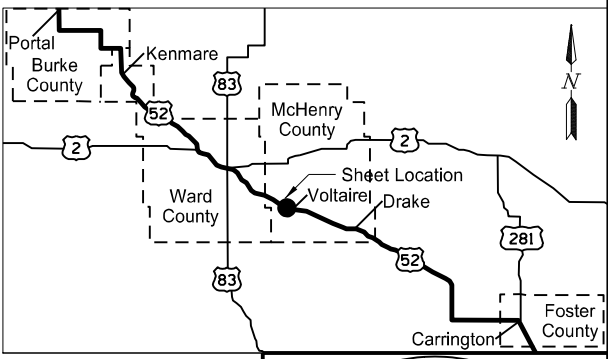 Portal
Burke
County
Kenmare
83
52
McHenry
County
N
2
2
Sheet Location
Ward
County
Voltaire
Drake
281
52
83
Foster
County
Carrington